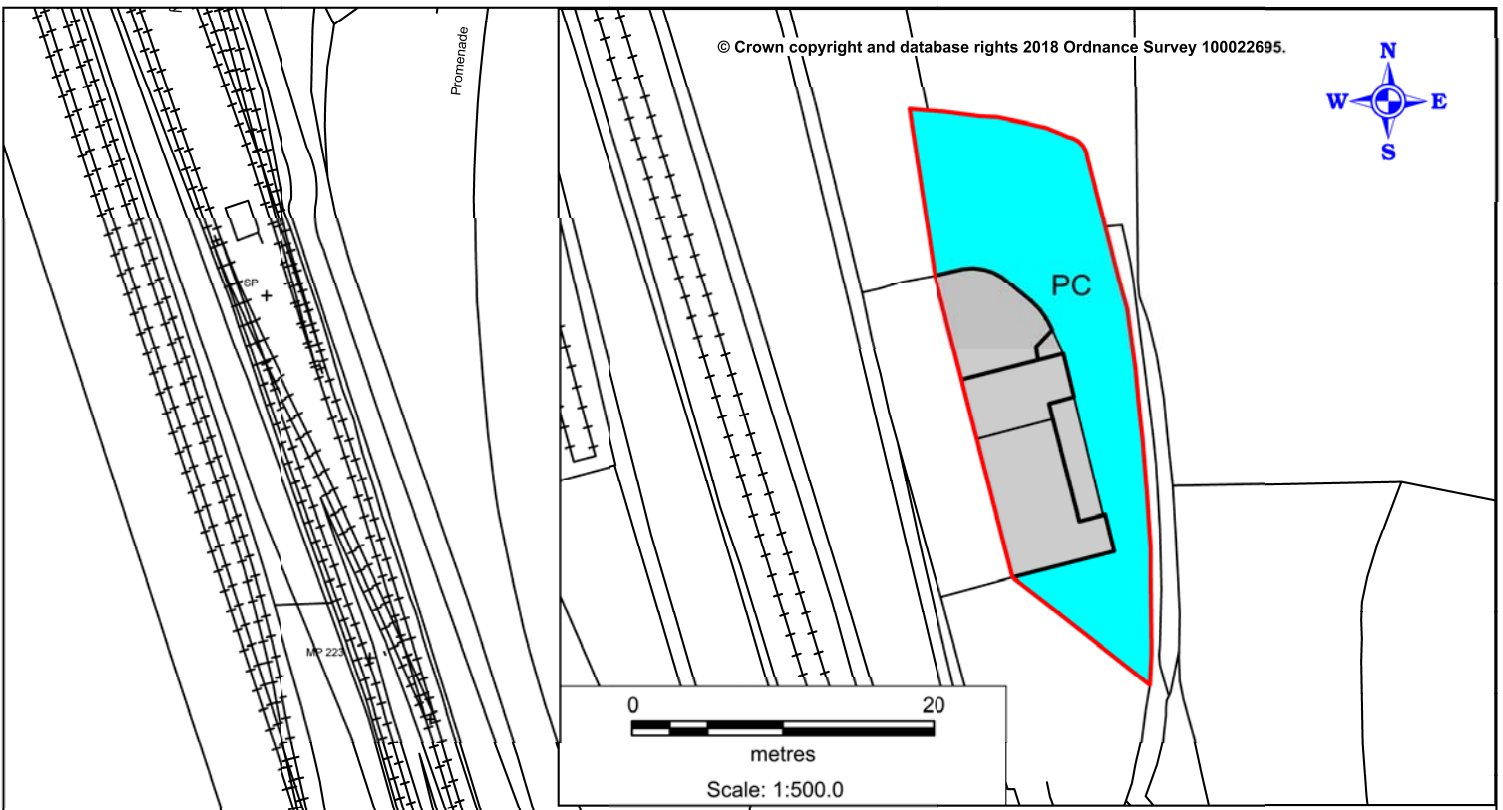 Promenade
© Crown copyright and database rights 2018 Ordnance Survey 100022695.
N
W E
S
SP
PC
MP 223
0 20
metres
Scale: 1:500.0